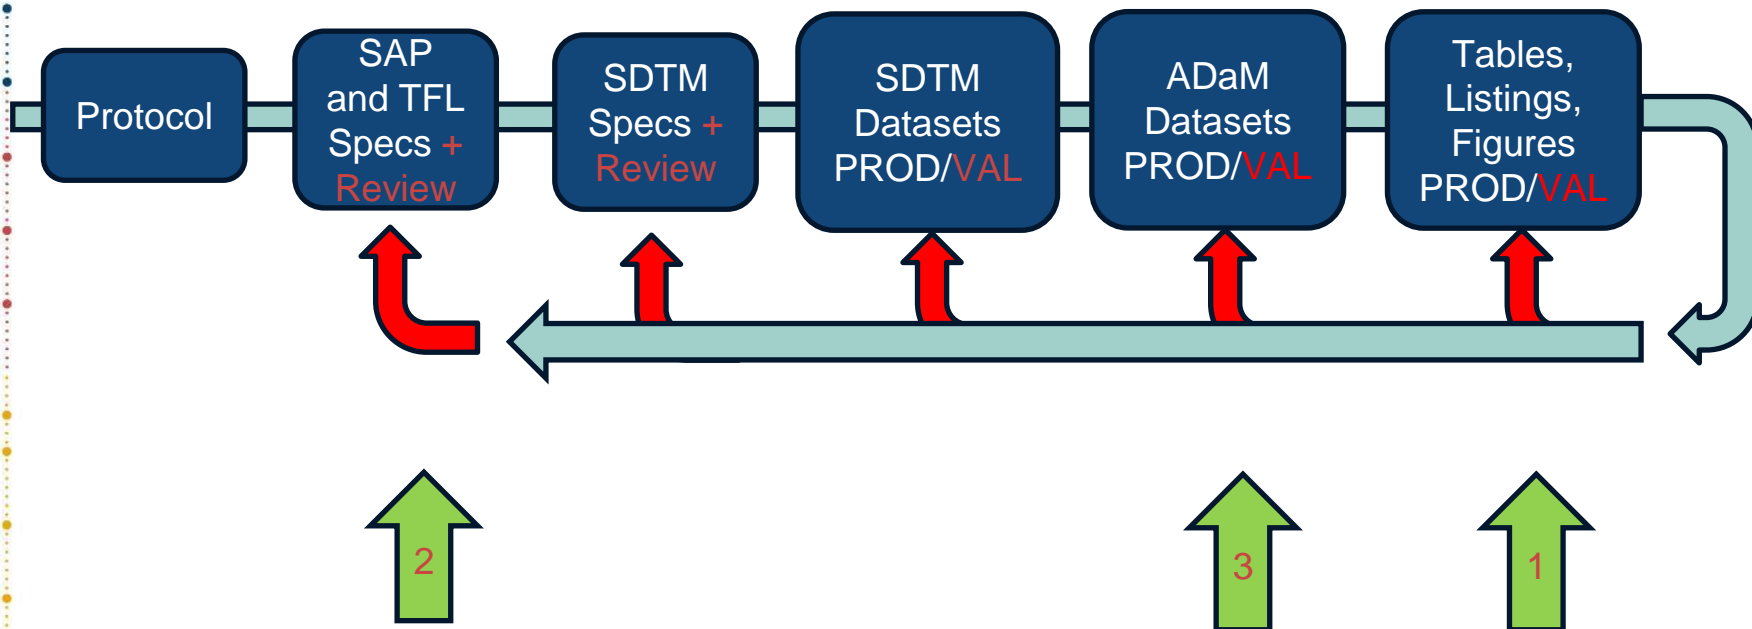 Protocol
SAP
and TFL
Specs +
Review
SDTM
Specs +
Review
SDTM
Datasets
PROD/VAL
ADaM
Datasets
PROD/VAL
Tables,
Listings,
Figures
PROD/VAL
2
3
1